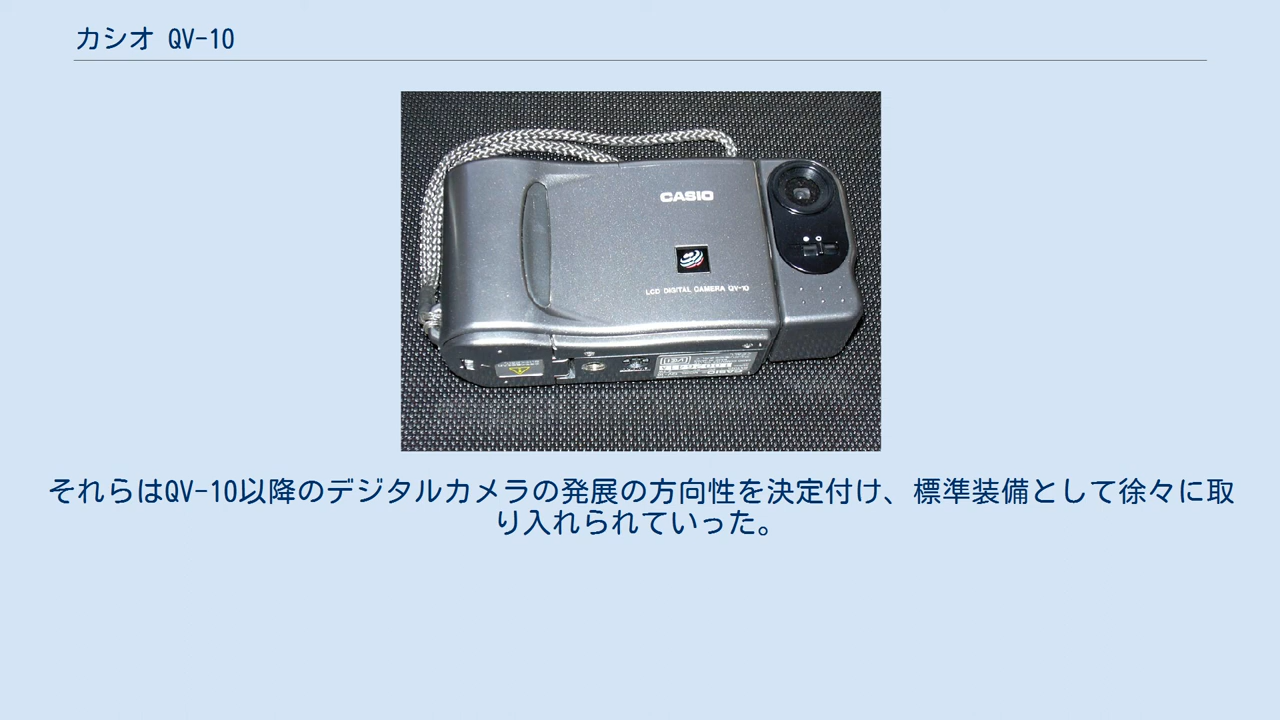 カシオ QV-10
CASIO
LCD DIGITAL CAMERA QV-10
CASIO
それらはQV-10以降のデジタルカメラの発展の方向性を決定付け、標準装備として徐々に取
り入れられていった。